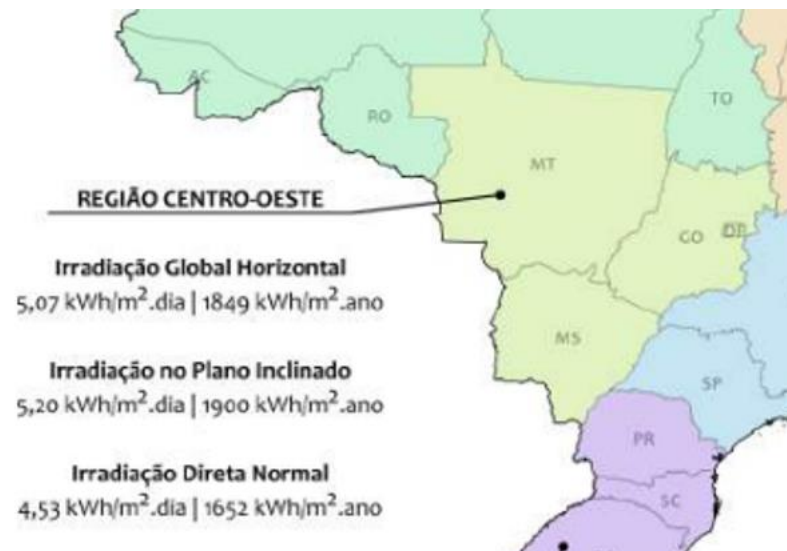 AC
RO
TO
MT
REGIÃO CENTRO-OESTE
GO
DF
Irradiação Global Horizontal
5,07 kWh/m².dia | 1849 kWh/m².ano
MS
Irradiação no Plano Inclinado
5,20 kWh/m².dia | 1900 kWh/m².ano
SP
PR
Irradiação Direta Normal
4,53 kWh/m².dia | 1652 kWh/m².ano
SC